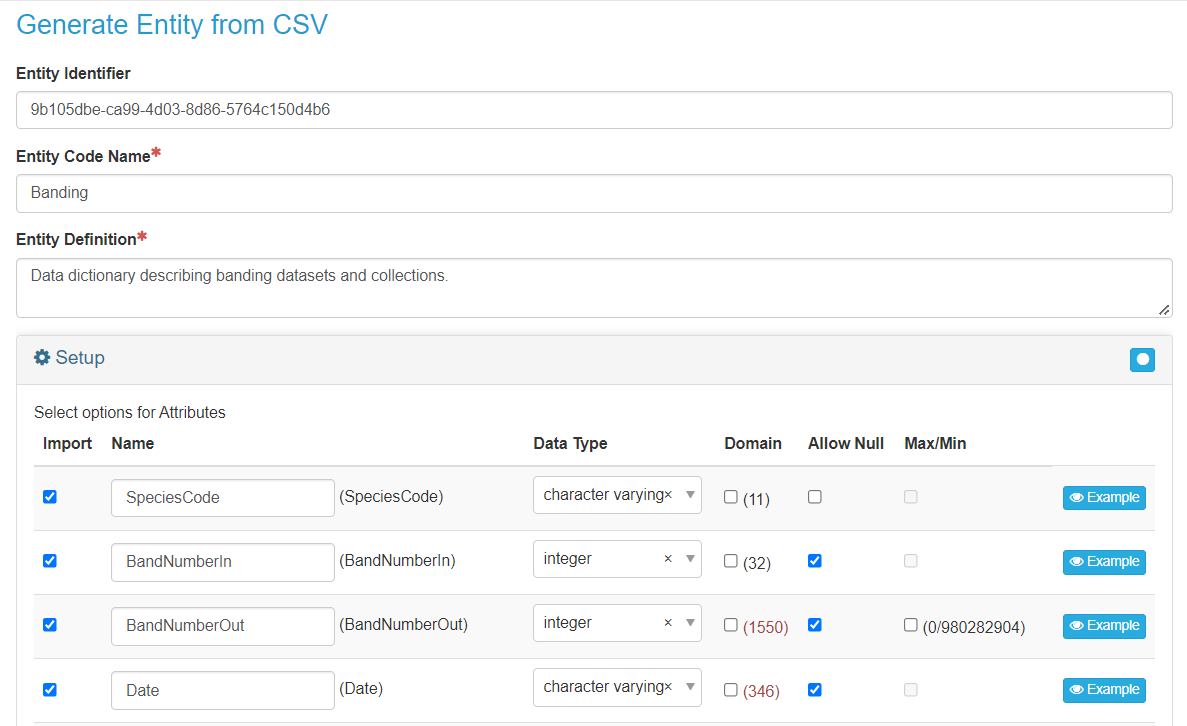 Generate Entity from CSV
Entity Identifier
9b105dbe-ca99-4d03-8d86-5764c150d4b6
Entity Code Name*
Banding
Entity Definition*
Data dictionary describing banding datasets and collections.
Setup
Select options for Attributes
Import Name Data Type Domain Allow Null Max/Min
SpeciesCode (SpeciesCode) character varying× (11) Example
BandNumberIn (BandNumberIn) integer × (32) Example
BandNumberOut (BandNumberOut) integer × (1550) (0/980282904) Example
Date (Date) character varying× (346) Example